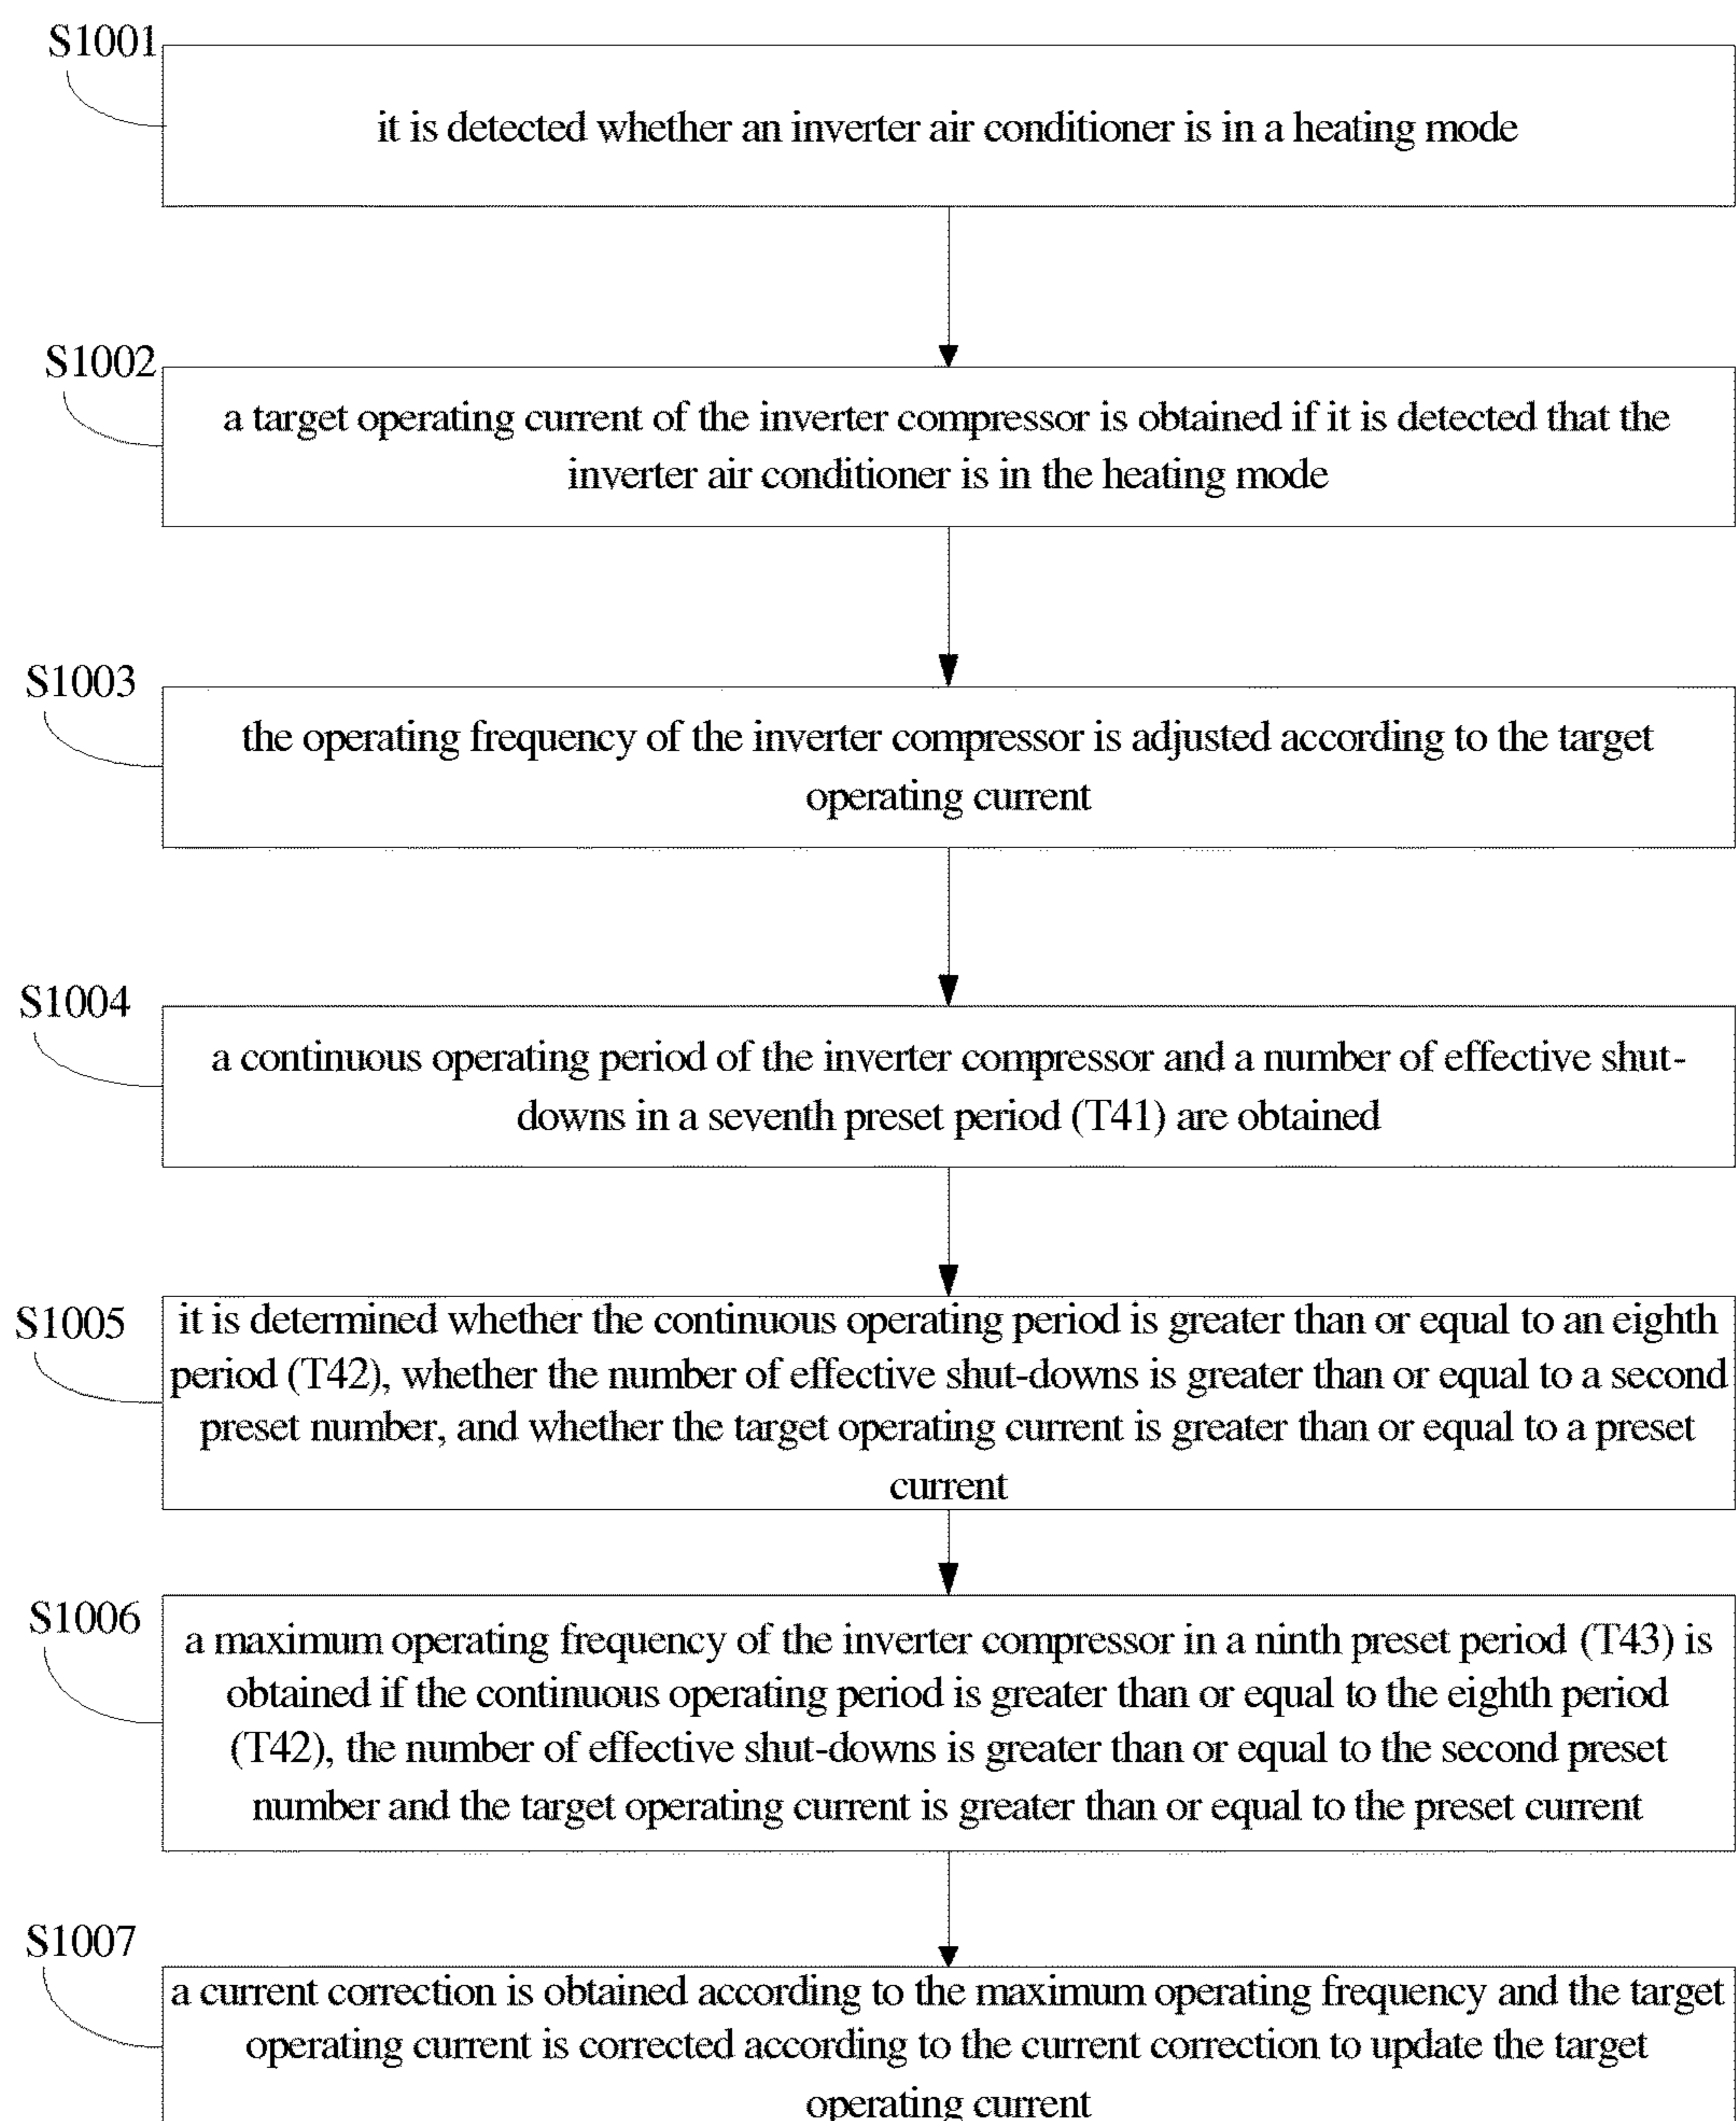 S1001
it is detected whether an inverter air conditioner is in a heating mode
S1002
a target operating current of the inverter compressor is obtained if it is detected that the
inverter air conditioner is in the heating mode
S1003
the operating frequency of the inverter compressor is adjusted according to the target
operating current
S1004
a continuous operating period of the inverter compressor and a number of effective shut-
downs in a seventh preset period (T41) are obtained
S1005
it is determined whether the continuous operating period is greater than or equal to an eighth
period (T42), whether the number of effective shut-downs is greater than or equal to a second
preset number, and whether the target operating current is greater than or equal to a preset
current
S1006
a maximum operating frequency of the inverter compressor in a ninth preset period (T43) is
obtained if the continuous operating period is greater than or equal to the eighth period
(T42), the number of effective shut-downs is greater than or equal to the second preset
number and the target operating current is greater than or equal to the preset current
S1007
a current correction is obtained according to the maximum operating frequency and the target
operating current is corrected according to the current correction to update the target
operating current